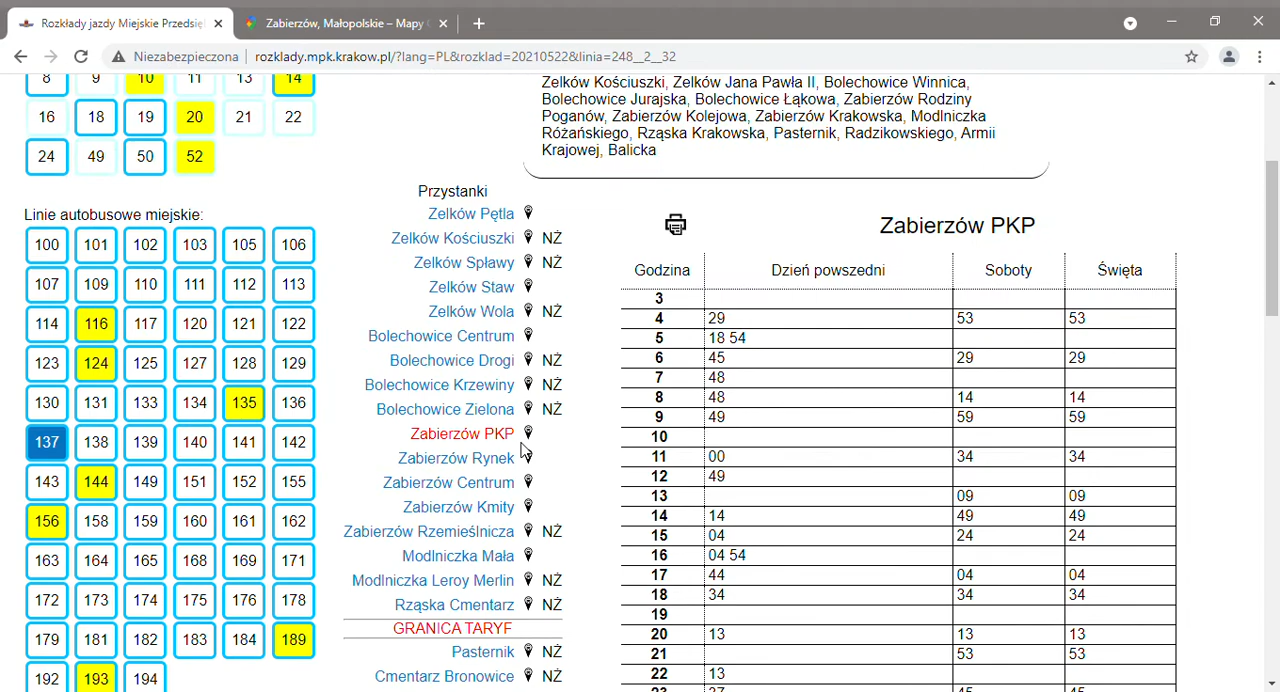 Rozkłady jazdy Miejskie Przedsię
Zabierzów, Małopolskie – Mapy
Niezabezpieczona
rozklady.mpk.krakow.pl/?lang=PL&rozklad=20210522&linia=248__2__32
8 9 10 11 13 14
16 18 19 20 21 22
24 49 50 52
Linie autobusowe miejskie:
100 101 102 103 105 106
107 109 110 111 112 113
114 116 117 120 121 122
123 124 125 127 128 129
130 131 133 134 135 136
137 138 139 140 141 142
143 144 149 151 152 155
156 158 159 160 161 162
163 164 165 168 169 171
172 173 174 175 176 178
179 181 182 183 184 189
192 193 194
Zelków Kościuszki, Zelków Jana Pawła II, Bolechowice Winnica,
Bolechowice Jurajska, Bolechowice Łąkowa, Zabierzów Rodziny
Poganów, Zabierzów Kolejowa, Zabierzów Krakowska, Modlniczka
Różańskiego, Rząska Krakowska, Pasternik, Radzikowskiego, Armii
Krajowej, Balicka
Przystanki
Zelków Pętla
Zelków Kościuszki NŻ
Zelków Spławy NŻ
Zelków Staw
Zelków Wola NŻ
Bolechowice Centrum
Bolechowice Drogi NŻ
Bolechowice Krzewiny NŻ
Bolechowice Zielona NŻ
Zabierzów PKP
Zabierzów Rynek
Zabierzów Centrum
Zabierzów Kmity
Zabierzów Rzemieślnicza NŻ
Modlniczka Mała
Modlniczka Leroy Merlin NŻ
Rząska Cmentarz NŻ
GRANICA TARYF
Pasternik NŻ
Cmentarz Bronowice NŻ
Zabierzów PKP
Godzina Dzień powszedni Soboty Święta
3
4 29 53 53
5 18 54
6 45 29 29
7 48
8 48 14 14
9 49 59 59
10
11 00 34 34
12 49
13 09 09
14 14 49 49
15 04 24 24
16 04 54
17 44 04 04
18 34 34 34
19
20 13 13 13
21 53 53
22 13
23 37 45 45